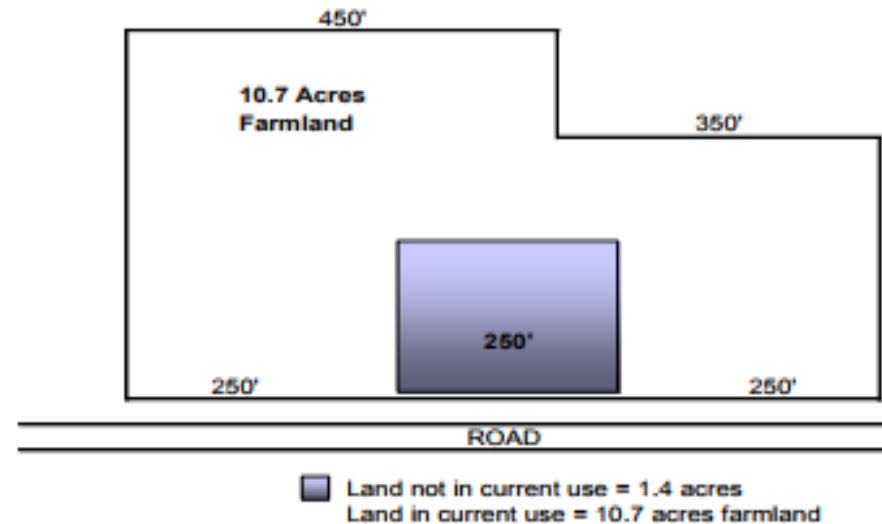 450'
10.7 Acres
Farmland
350'
250'
250'
250'
ROAD
Land not in current use = 1.4 acres
Land in current use = 10.7 acres farmland